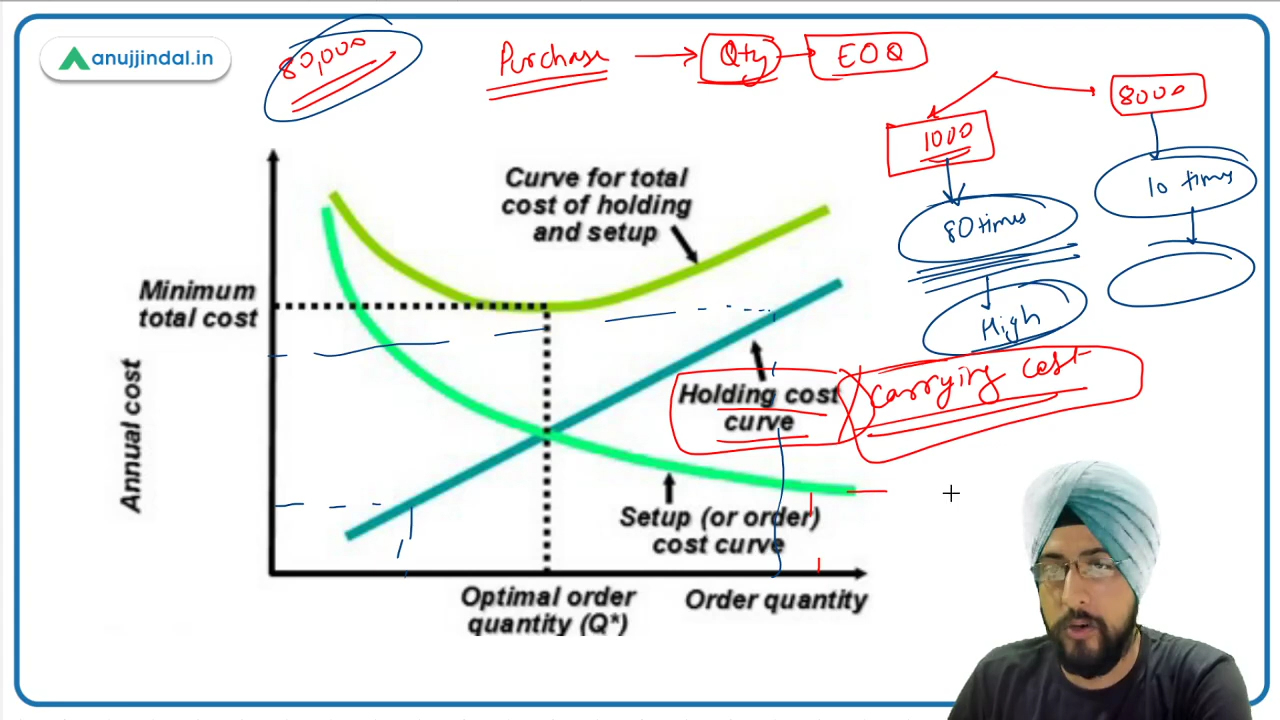 anujjindal.in
80,000
Purchase
Qty
EOQ
1000
8000
80 times
10 times
High
Curve for total
cost of holding
and setup
Minimum
total cost
Annual cost
Holding cost
curve
carrying cost
Setup (or order)
cost curve
Optimal order
quantity (Q*)
Order quantity